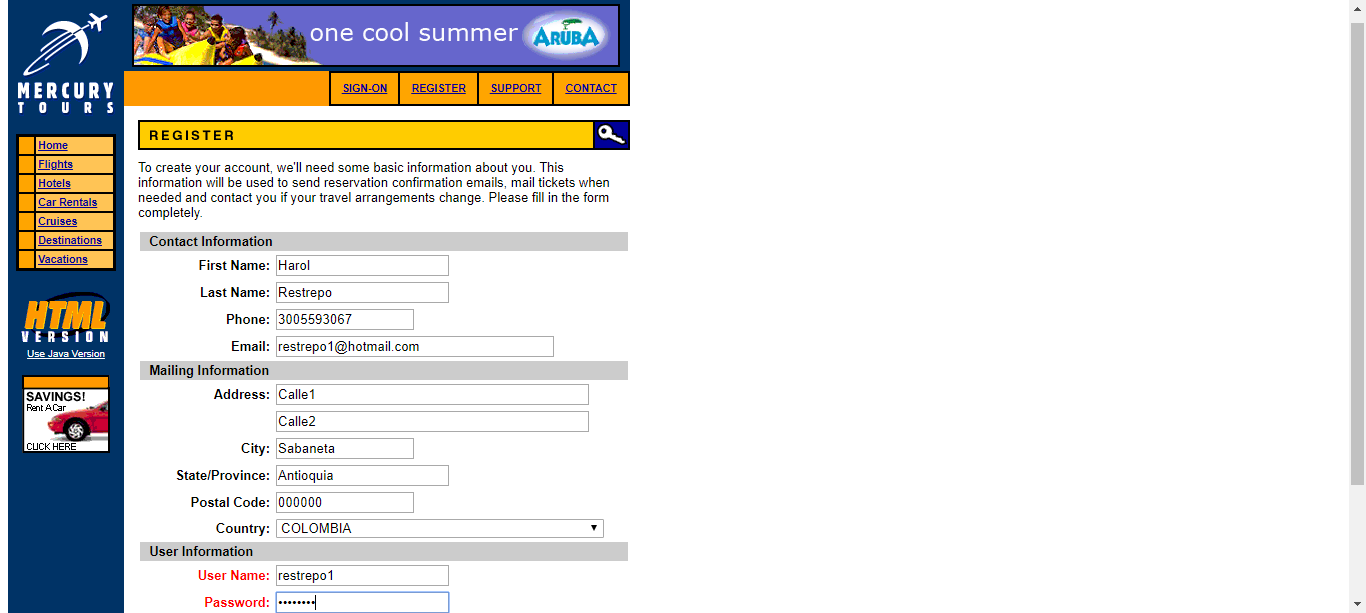 one cool summer ARUBA
MERCURY
TOURS
SIGN-ON REGISTER SUPPORT CONTACT
REGISTER
Home
Flights
Hotels
Car Rentals
Cruises
Destinations
Vacations
HTML
VERSION
Use Java Version
SAVINGS!
Rent A Car
CLICK HERE
To create your account, we'll need some basic information about you. This
information will be used to send reservation confirmation emails, mail tickets when
needed and contact you if your travel arrangements change. Please fill in the form
completely.
Contact Information
First Name: Harol
Last Name: Restrepo
Phone: 3005593067
Email: restrepo1@hotmail.com
Mailing Information
Address: Calle1
Calle2
City: Sabaneta
State/Province: Antioquia
Postal Code: 000000
Country: COLOMBIA
User Information
User Name: restrepo1
Password: ••••••••